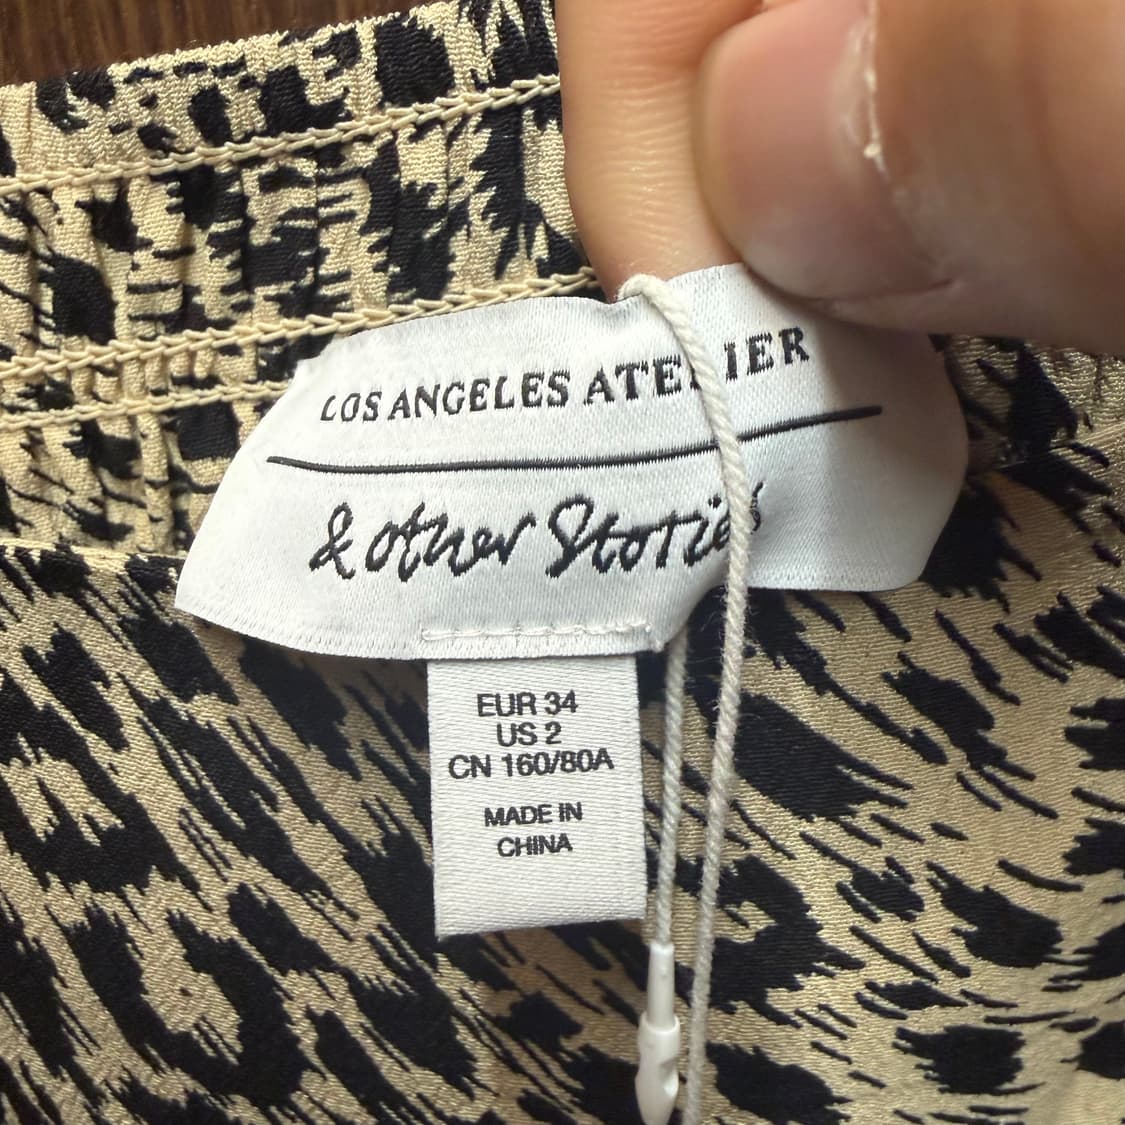 LOS ANGELES ATELIER
& other Stories
EUR 34
US 2
CN 160/80A
MADE IN
CHINA